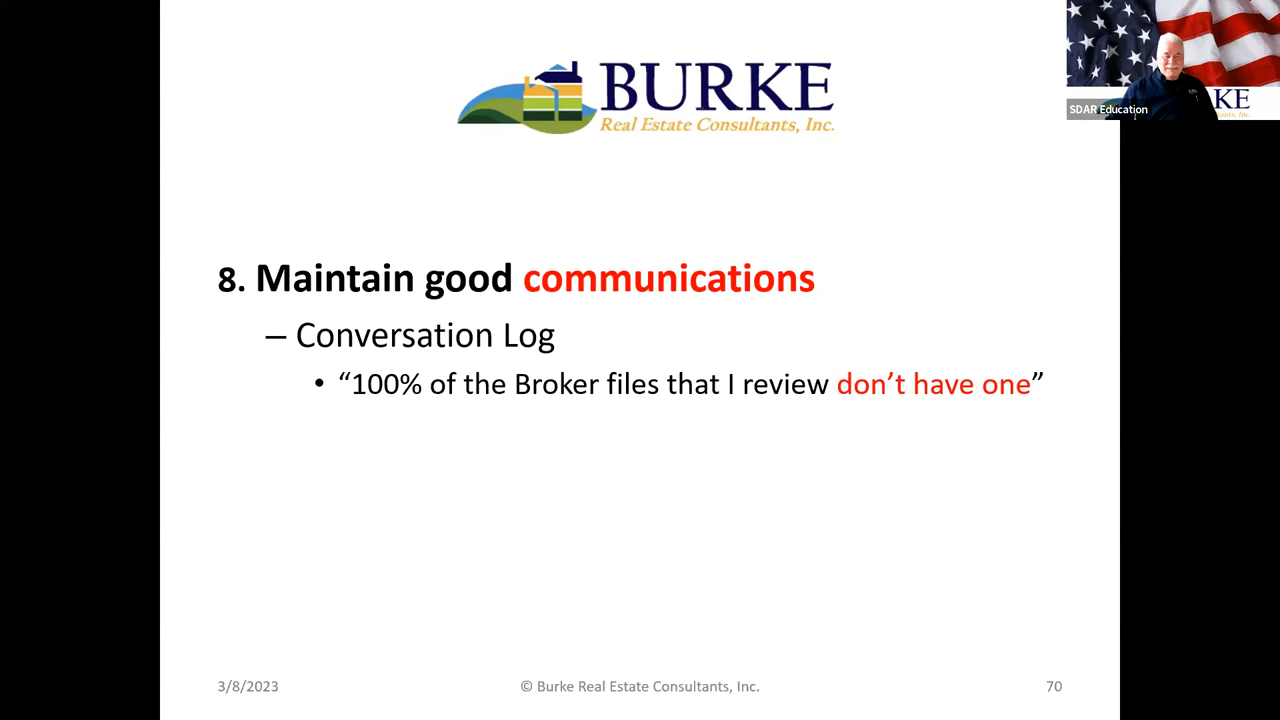 BURKE
Real Estate Consultants, Inc.
SDAR Education
KE
8. Maintain good communications
– Conversation Log
• “100% of the Broker files that I review don’t have one”
3/8/2023
© Burke Real Estate Consultants, Inc.
70